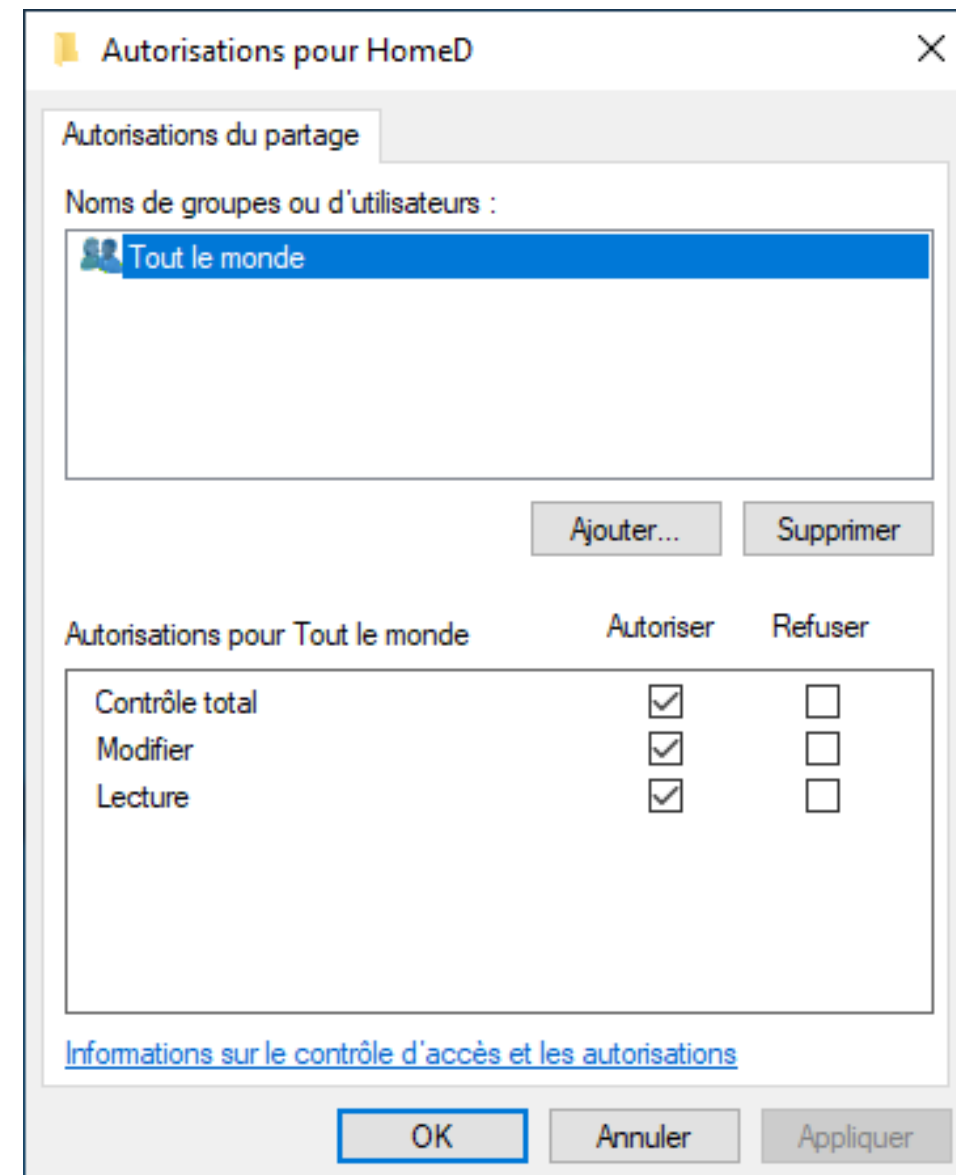 Autorisations pour HomeD
Autorisations du partage
Noms de groupes ou d'utilisateurs :
Tout le monde
Ajouter... Supprimer
Autorisations pour Tout le monde Autoriser Refuser
Contrôle total
Modifier
Lecture
Informations sur le contrôle d'accès et les autorisations
OK Annuler Appliquer